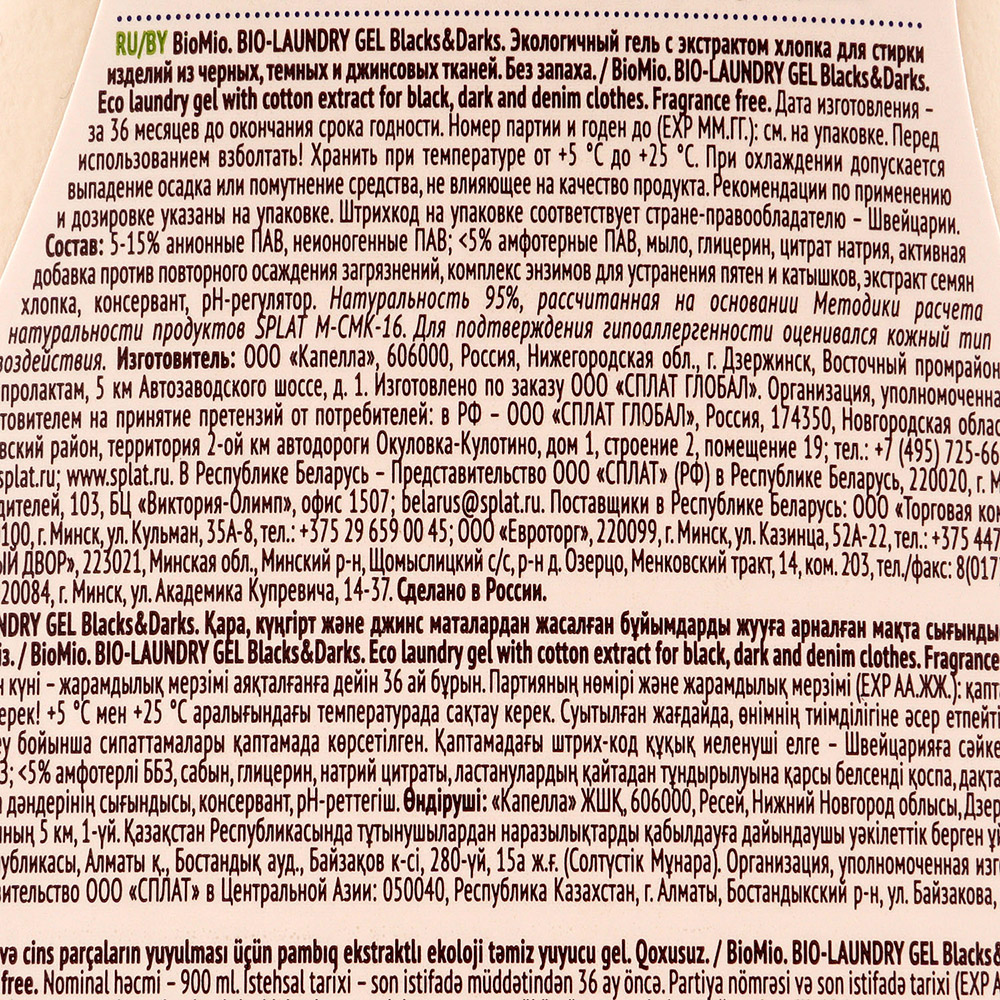 RU/BY BioMio. BIO-LAUNDRY GEL Blacks&Darks. Экологичный гель с экстрактом хлопка для стирки
изделий из черных, темных и джинсовых тканей. Без запаха. / BioMio. BIO-LAUNDRY GEL Blacks&Darks.
Eco laundry gel with cotton extract for black, dark and denim clothes. Fragrance free. Дата изготовления –
за 36 месяцев до окончания срока годности. Номер партии и годен до (EXP ММ.ГГ.): см. на упаковке. Перед
использованием взболтать! Хранить при температуре от +5 °C до +25 °C. При охлаждении допускается
выпадение осадка или помутнение средства, не влияющее на качество продукта. Рекомендации по применению
и дозировке указаны на упаковке. Штрихкод на упаковке соответствует стране-правообладателю – Швейцарии.
Состав: 5-15% анионные ПАВ, неионогенные ПАВ; <5% амфотерные ПАВ, мыло, глицерин, цитрат натрия, активная
добавка против повторного осаждения загрязнений, комплекс энзимов для устранения пятен и катышков, экстракт семян
хлопка, консервант, pH-регулятор. Натуральность 95%, рассчитанная на основании Методики расчета
натуральности продуктов SPLAT М-СМК-16. Для подтверждения гипоаллергенности оценивался кожный тип
воздействия. Изготовитель: ООО «Капелла», 606000, Россия, Нижегородская обл., г. Дзержинск, Восточный промрайон
пролактам, 5 км Автозаводского шоссе, д. 1. Изготовлено по заказу ООО «СПЛАТ ГЛОБАЛ». Организация, уполномоченна
товителем на принятие претензий от потребителей: в РФ – ООО «СПЛАТ ГЛОБАЛ», Россия, 174350, Новгородская облас
вский район, территория 2-ой км автодороги Окуловка-Кулотино, дом 1, строение 2, помещение 19; тел.: +7 (495) 725-66
splat.ru; www.splat.ru. В Республике Беларусь – Представительство ООО «СПЛАТ» (РФ) в Республике Беларусь, 220020, г. М
дителей, 103, БЦ «Виктория-Олимп», офис 1507; belarus@splat.ru. Поставщики в Республике Беларусь: ООО «Торговая ком
100, г. Минск, ул. Кульман, 35А-8, тел.: +375 29 659 00 45; ООО «Евроторг», 220099, г. Минск, ул. Казинца, 52А-22, тел.: +375 447
ЫЙ ДВОР», 223021, Минская обл., Минский р-н, Щомыслицкий с/с, р-н д. Озерцо, Менковский тракт, 14, ком. 203, тел./факс: 8(017
20084, г. Минск, ул. Академика Купревича, 14-37. Сделано в России.
NDRY GEL Blacks&Darks. Қара, күңгірт және джинс маталардан жасалған бұйымдарды жууға арналған мақта сығынды
із. / BioMio. BIO-LAUNDRY GEL Blacks&Darks. Eco laundry gel with cotton extract for black, dark and denim clothes. Fragrance
н күні – жарамдылық мерзімі аяқталғанға дейін 36 ай бұрын. Партияның нөмірі және жарамдылық мерзімі (EXP АА.ЖЖ.): қапт
ерек! +5 °C мен +25 °C аралығындағы температурада сақтау керек. Суытылған жағдайда, өнімнің тиімділігіне әсер етпейті
еу бойынша сипаттамалары қаптамада көрсетілген. Қаптамадағы штрих-код құқық иеленуші елге – Швейцарияға сәйке
З; <5% амфотерлі ББЗ, сабын, глицерин, натрий цитраты, ластанулардың қайтадан тұндырылуына қарсы белсенді қоспа, дақта
дәндерінің сығындысы, консервант, pH-реттегіш. Өндіруші: «Капелла» ЖШҚ, 606000, Ресей, Нижний Новгород облысы, Дзер
ның 5 км, 1-үй. Қазақстан Республикасында тұтынушылардан наразылықтарды қабылдауға дайындаушы уәкілеттік берген ұй
убликасы, Алматы қ., Бостандық ауд., Байзақов к-сі, 280-үй, 15а ж.ғ. (Солтүстік Мұнара). Организация, уполномоченная изг
вительство ООО «СПЛАТ» в Центральной Азии: 050040, Республика Казахстан, г. Алматы, Бостандыкский р-н, ул. Байзакова,
və cins parçaların yuyulması üçün pambıq ekstraktlı ekoloji təmiz yuyucu gel. Qoxusuz. / BioMio. BIO-LAUNDRY GEL Blacks&
free. Nominal həcmi – 900 ml. İstehsal tarixi – son istifadə müddətindən 36 ay öncə. Partiya nömrəsi və son istifadə tarixi (EXP A